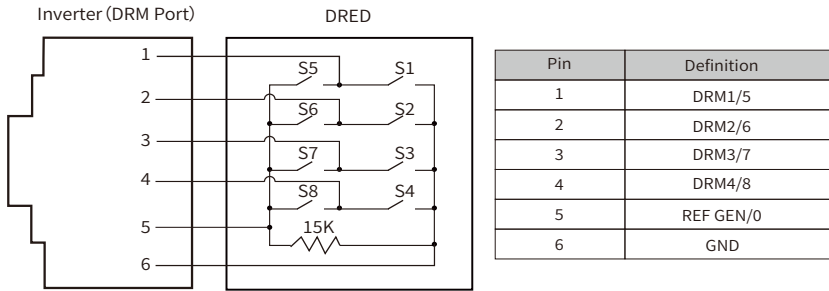 Inverter (DRM Port)
DRED
1
2
3
4
5
6
S5 S1
S6 S2
S7 S3
S8 S4
15K
Pin Definition
1 DRM1/5
2 DRM2/6
3 DRM3/7
4 DRM4/8
5 REF GEN/0
6 GND